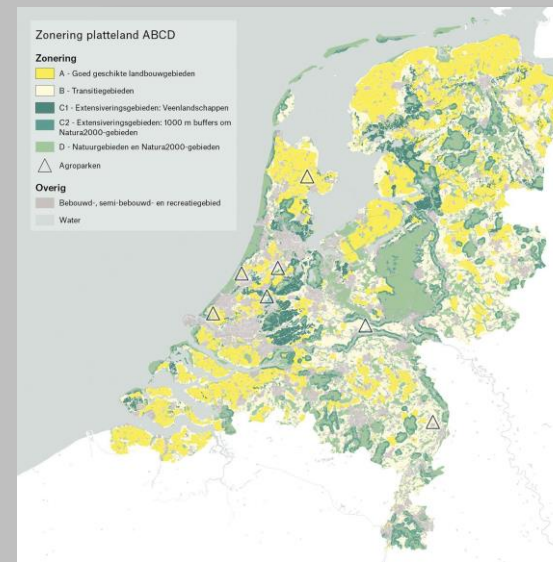 Zonering platteland ABCD
Zonering
A - Goed geschikte landbouwgebieden
B - Transitiegebieden
C1 - Extensiveringsgebieden: Veenlandschappen
C2 - Extensiveringsgebieden: 1000 m buffers om
Natura2000-gebieden
D - Natuurgebieden en Natura2000-gebieden
Agroparken
Overig
Bebouwd-, semi-bebouwd- en recreatiegebied
Water